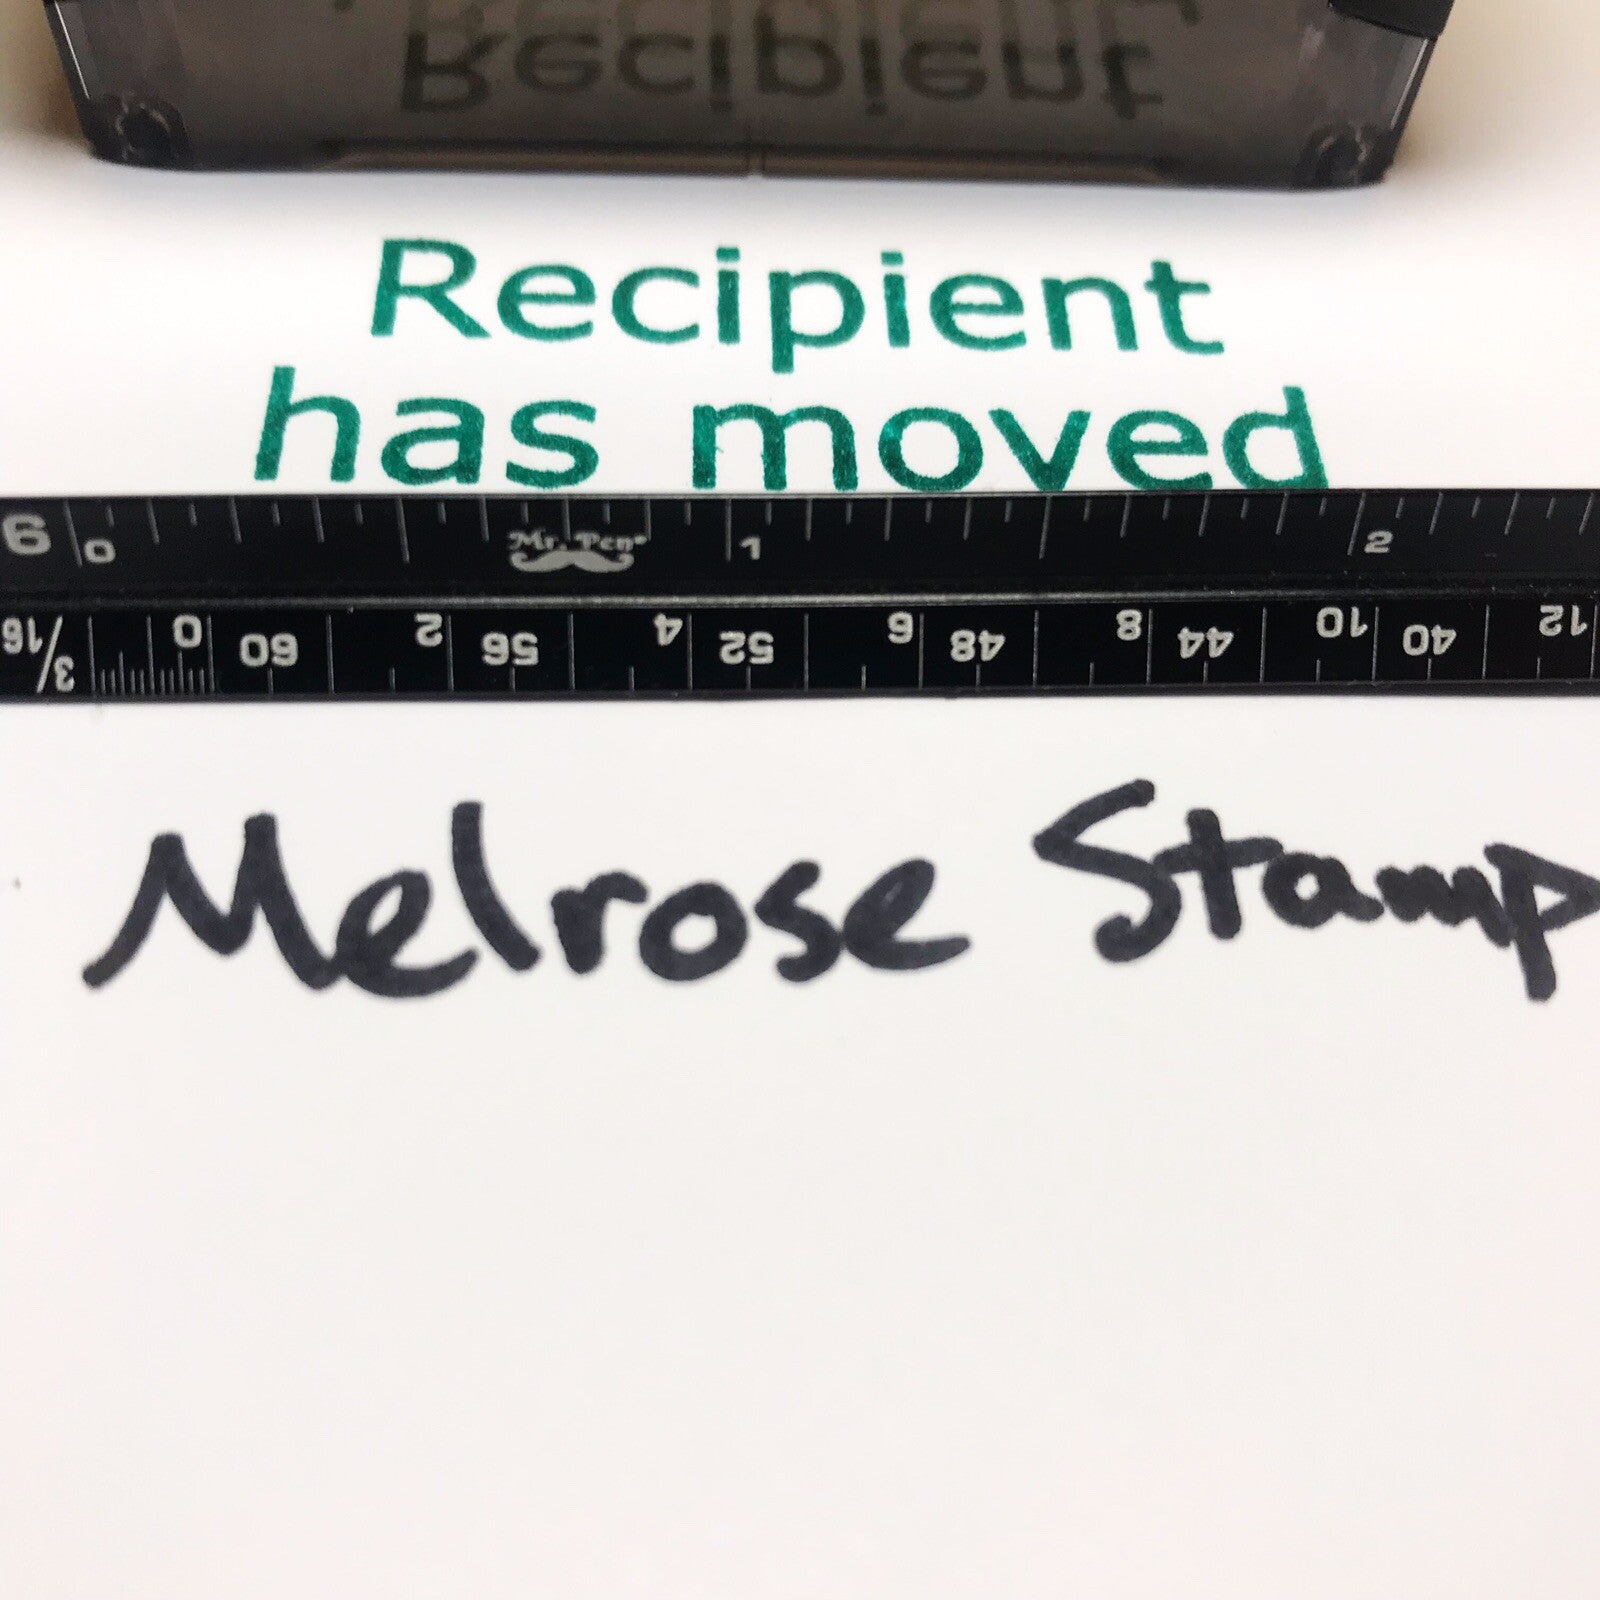 Recipient
Recipient
has moved
6 0 Mr. Pen® 1 2
3/16 0 60 2 56 4 52 6 48 8 44 10 40 12
Melrose Stamp